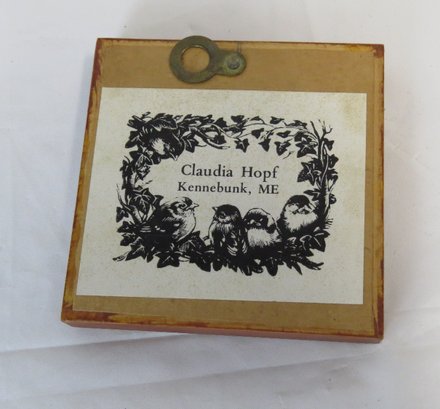 Claudia Hopf
Kennebunk, ME